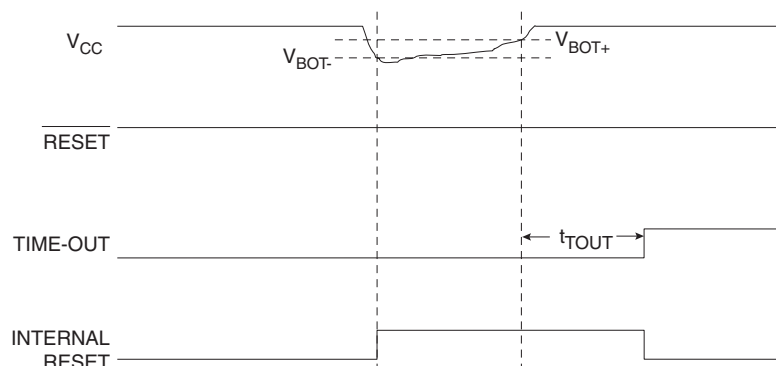 VCC
VBOT-
VBOT+
RESET
TIME-OUT
tTOUT
INTERNAL
RESET